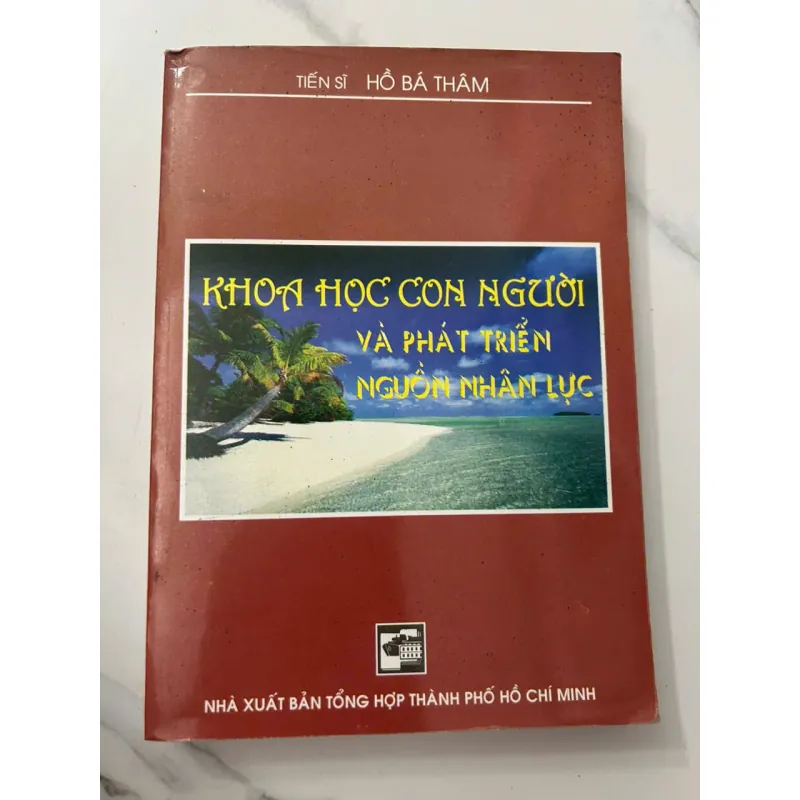 TIẾN SĨ HỒ BÁ THÂM
KHOA HỌC CON NGƯỜI
VÀ PHÁT TRIỂN
NGUỒN NHÂN LỰC
NHÀ XUẤT BẢN TỔNG HỢP THÀNH PHỐ HỒ CHÍ MINH